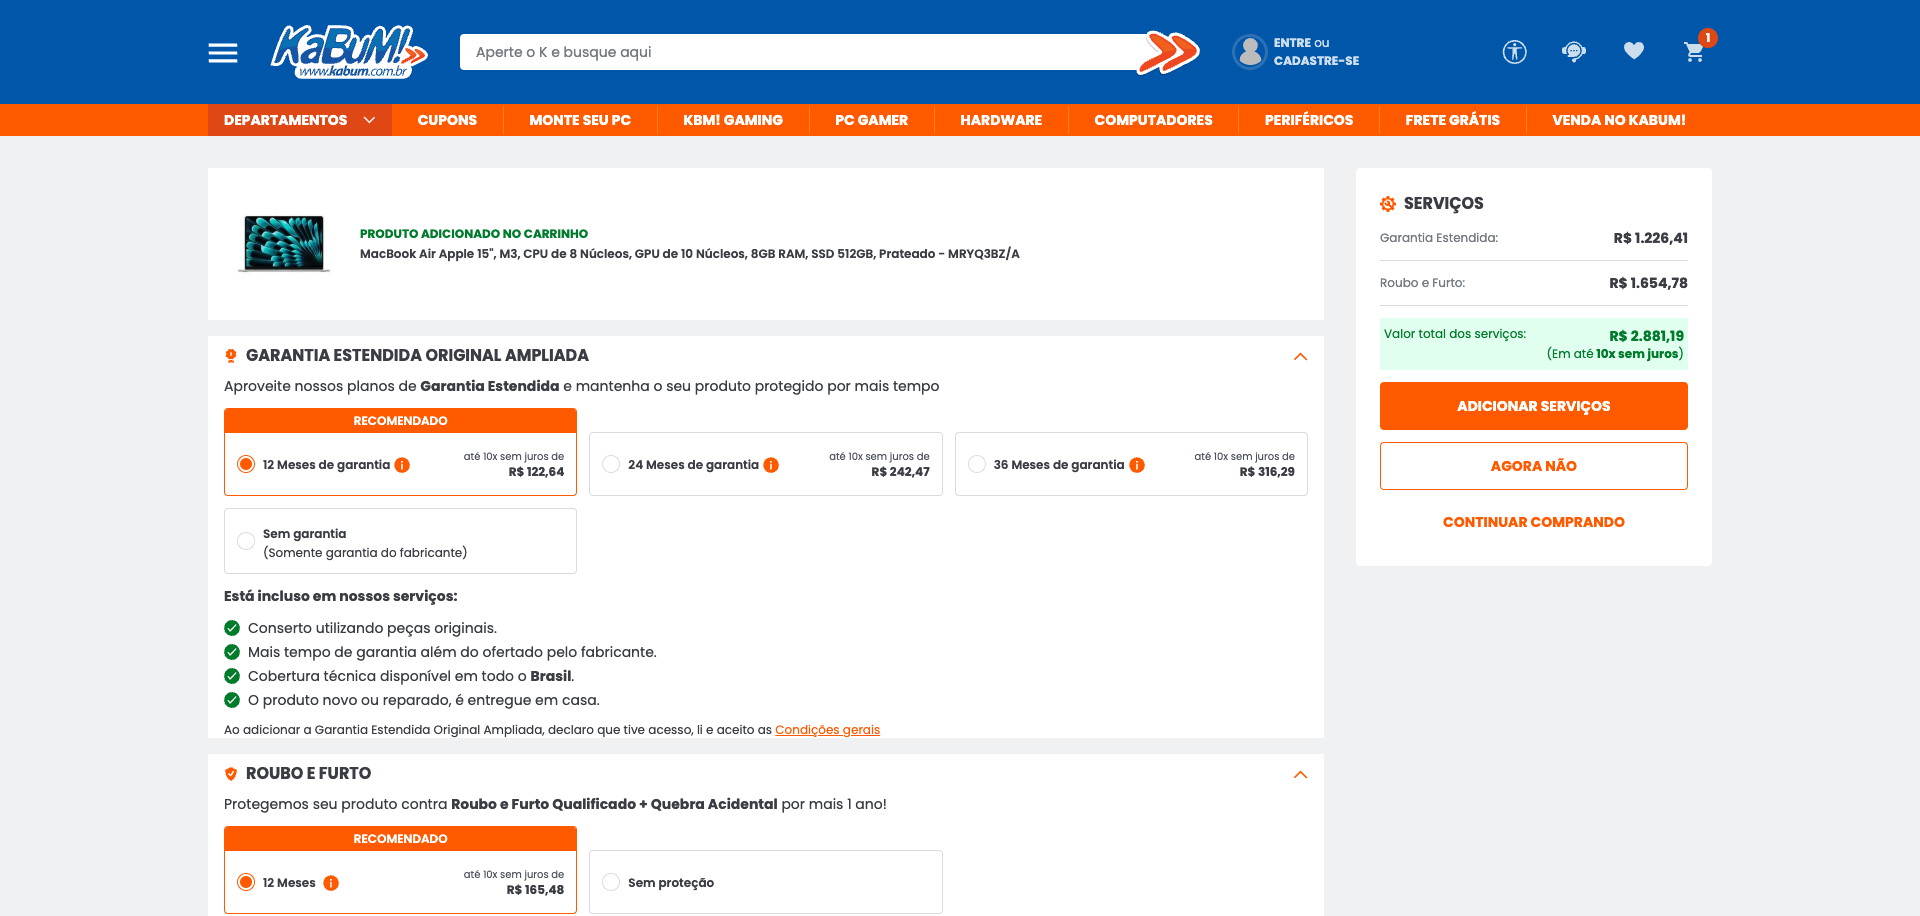 KaBuM!
www.kabum.com.br
Aperte o K e busque aqui
ENTRE ou
CADASTRE-SE
1
DEPARTAMENTOS
CUPONS
MONTE SEU PC
KBM! GAMING
PC GAMER
HARDWARE
COMPUTADORES
PERIFÉRICOS
FRETE GRÁTIS
VENDA NO KABUM!
PRODUTO ADICIONADO NO CARRINHO
MacBook Air Apple 15", M3, CPU de 8 Núcleos, GPU de 10 Núcleos, 8GB RAM, SSD 512GB, Prateado - MRYQ3BZ/A
GARANTIA ESTENDIDA ORIGINAL AMPLIADA
Aproveite nossos planos de Garantia Estendida e mantenha o seu produto protegido por mais tempo
RECOMENDADO
12 Meses de garantia
até 10x sem juros de
R$ 122,64
24 Meses de garantia
até 10x sem juros de
R$ 242,47
36 Meses de garantia
até 10x sem juros de
R$ 316,29
Sem garantia
(Somente garantia do fabricante)
Está incluso em nossos serviços:
Conserto utilizando peças originais.
Mais tempo de garantia além do ofertado pelo fabricante.
Cobertura técnica disponível em todo o Brasil.
O produto novo ou reparado, é entregue em casa.
Ao adicionar a Garantia Estendida Original Ampliada, declaro que tive acesso, li e aceito as Condições gerais
ROUBO E FURTO
Protegemos seu produto contra Roubo e Furto Qualificado + Quebra Acidental por mais 1 ano!
RECOMENDADO
12 Meses
até 10x sem juros de
R$ 165,48
Sem proteção
SERVIÇOS
Garantia Estendida:
R$ 1.226,41
Roubo e Furto:
R$ 1.654,78
Valor total dos serviços:
R$ 2.881,19
(Em até 10x sem juros)
ADICIONAR SERVIÇOS
AGORA NÃO
CONTINUAR COMPRANDO